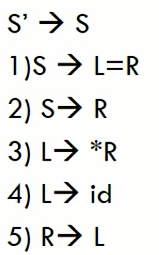 S' → S
1)S → L=R
2) S→ R
3) L→ *R
4) L→ id
5) R→ L